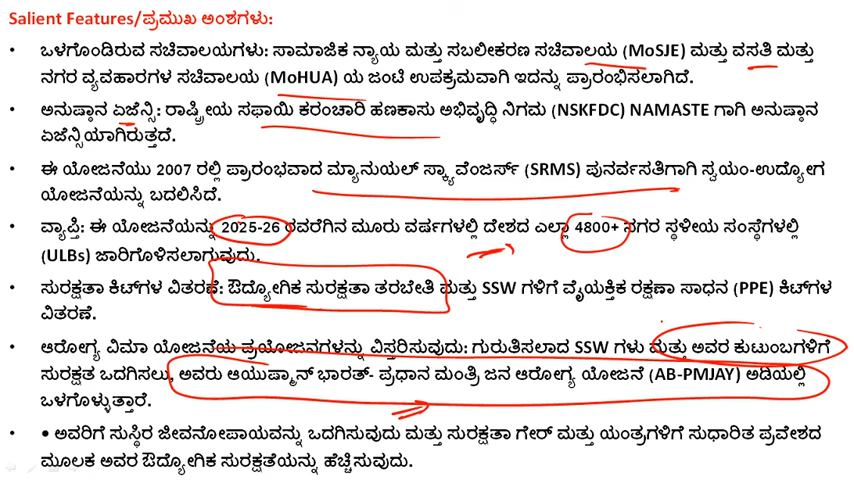 Salient Features/ಪ್ರಮುಖ ಅಂಶಗಳು:
• ಒಳಗೊಂಡಿರುವ ಸಚಿವಾಲಯಗಳು: ಸಾಮಾಜಿಕ ನ್ಯಾಯ ಮತ್ತು ಸಬಲೀಕರಣ ಸಚಿವಾಲಯ (MoSJE) ಮತ್ತು ವಸತಿ ಮತ್ತು
ನಗರ ವ್ಯವಹಾರಗಳ ಸಚಿವಾಲಯ (MoHUA) ಯ ಜಂಟಿ ಉಪಕ್ರಮವಾಗಿ ಇದನ್ನು ಪ್ರಾರಂಭಿಸಲಾಗಿದೆ.
• ಅನುಷ್ಠಾನ ಏಜೆನ್ಸಿ: ರಾಷ್ಟ್ರೀಯ ಸಫಾಯಿ ಕರಂಚಾರಿ ಹಣಕಾಸು ಅಭಿವೃದ್ಧಿ ನಿಗಮ (NSKFDC) NAMASTE ಗಾಗಿ ಅನುಷ್ಠಾನ
ಏಜೆನ್ಸಿಯಾಗಿರುತ್ತದೆ.
• ಈ ಯೋಜನೆಯು 2007 ರಲ್ಲಿ ಪ್ರಾರಂಭವಾದ ಮ್ಯಾನುಯಲ್ ಸ್ಕ್ಯಾವೆಂಜರ್ಸ್ (SRMS) ಪುನರ್ವಸತಿಗಾಗಿ ಸ್ವಯಂ-ಉದ್ಯೋಗ
ಯೋಜನೆಯನ್ನು ಬದಲಿಸಿದೆ.
• ವ್ಯಾಪ್ತಿ: ಈ ಯೋಜನೆಯನ್ನು 2025-26 ರವರೆಗಿನ ಮೂರು ವರ್ಷಗಳಲ್ಲಿ ದೇಶದ ಎಲ್ಲಾ 4800+ ನಗರ ಸ್ಥಳೀಯ ಸಂಸ್ಥೆಗಳಲ್ಲಿ
(ULBs) ಜಾರಿಗೊಳಿಸಲಾಗುವುದು.
• ಸುರಕ್ಷತಾ ಕಿಟ್‌ಗಳ ವಿತರಣೆ: ಔದ್ಯೋಗಿಕ ಸುರಕ್ಷತಾ ತರಬೇತಿ ಮತ್ತು SSW ಗಳಿಗೆ ವೈಯಕ್ತಿಕ ರಕ್ಷಣಾ ಸಾಧನ (PPE) ಕಿಟ್‌ಗಳ
ವಿತರಣೆ.
• ಆರೋಗ್ಯ ವಿಮಾ ಯೋಜನೆಯ ಪ್ರಯೋಜನಗಳನ್ನು ವಿಸ್ತರಿಸುವುದು: ಗುರುತಿಸಲಾದ SSW ಗಳು ಮತ್ತು ಅವರ ಕುಟುಂಬಗಳಿಗೆ
ಸುರಕ್ಷತ ಒದಗಿಸಲು, ಅವರು ಆಯುಷ್ಮಾನ್ ಭಾರತ್- ಪ್ರಧಾನ ಮಂತ್ರಿ ಜನ ಆರೋಗ್ಯ ಯೋಜನೆ (AB-PMJAY) ಅಡಿಯಲ್ಲಿ
ಒಳಗೊಳ್ಳುತ್ತಾರೆ.
• • ಅವರಿಗೆ ಸುಸ್ಥಿರ ಜೀವನೋಪಾಯವನ್ನು ಒದಗಿಸುವುದು ಮತ್ತು ಸುರಕ್ಷತಾ ಗೇರ್ ಮತ್ತು ಯಂತ್ರಗಳಿಗೆ ಸುಧಾರಿತ ಪ್ರವೇಶದ
ಮೂಲಕ ಅವರ ಔದ್ಯೋಗಿಕ ಸುರಕ್ಷತೆಯನ್ನು ಹೆಚ್ಚಿಸುವುದು.